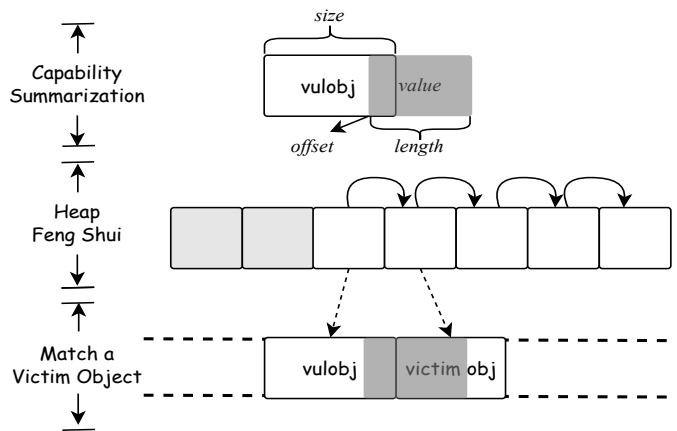 size
Capability
Summarization
vulobj
value
offset
length
Heap
Feng Shui
Match a
Victim Object
vulobj
victim obj